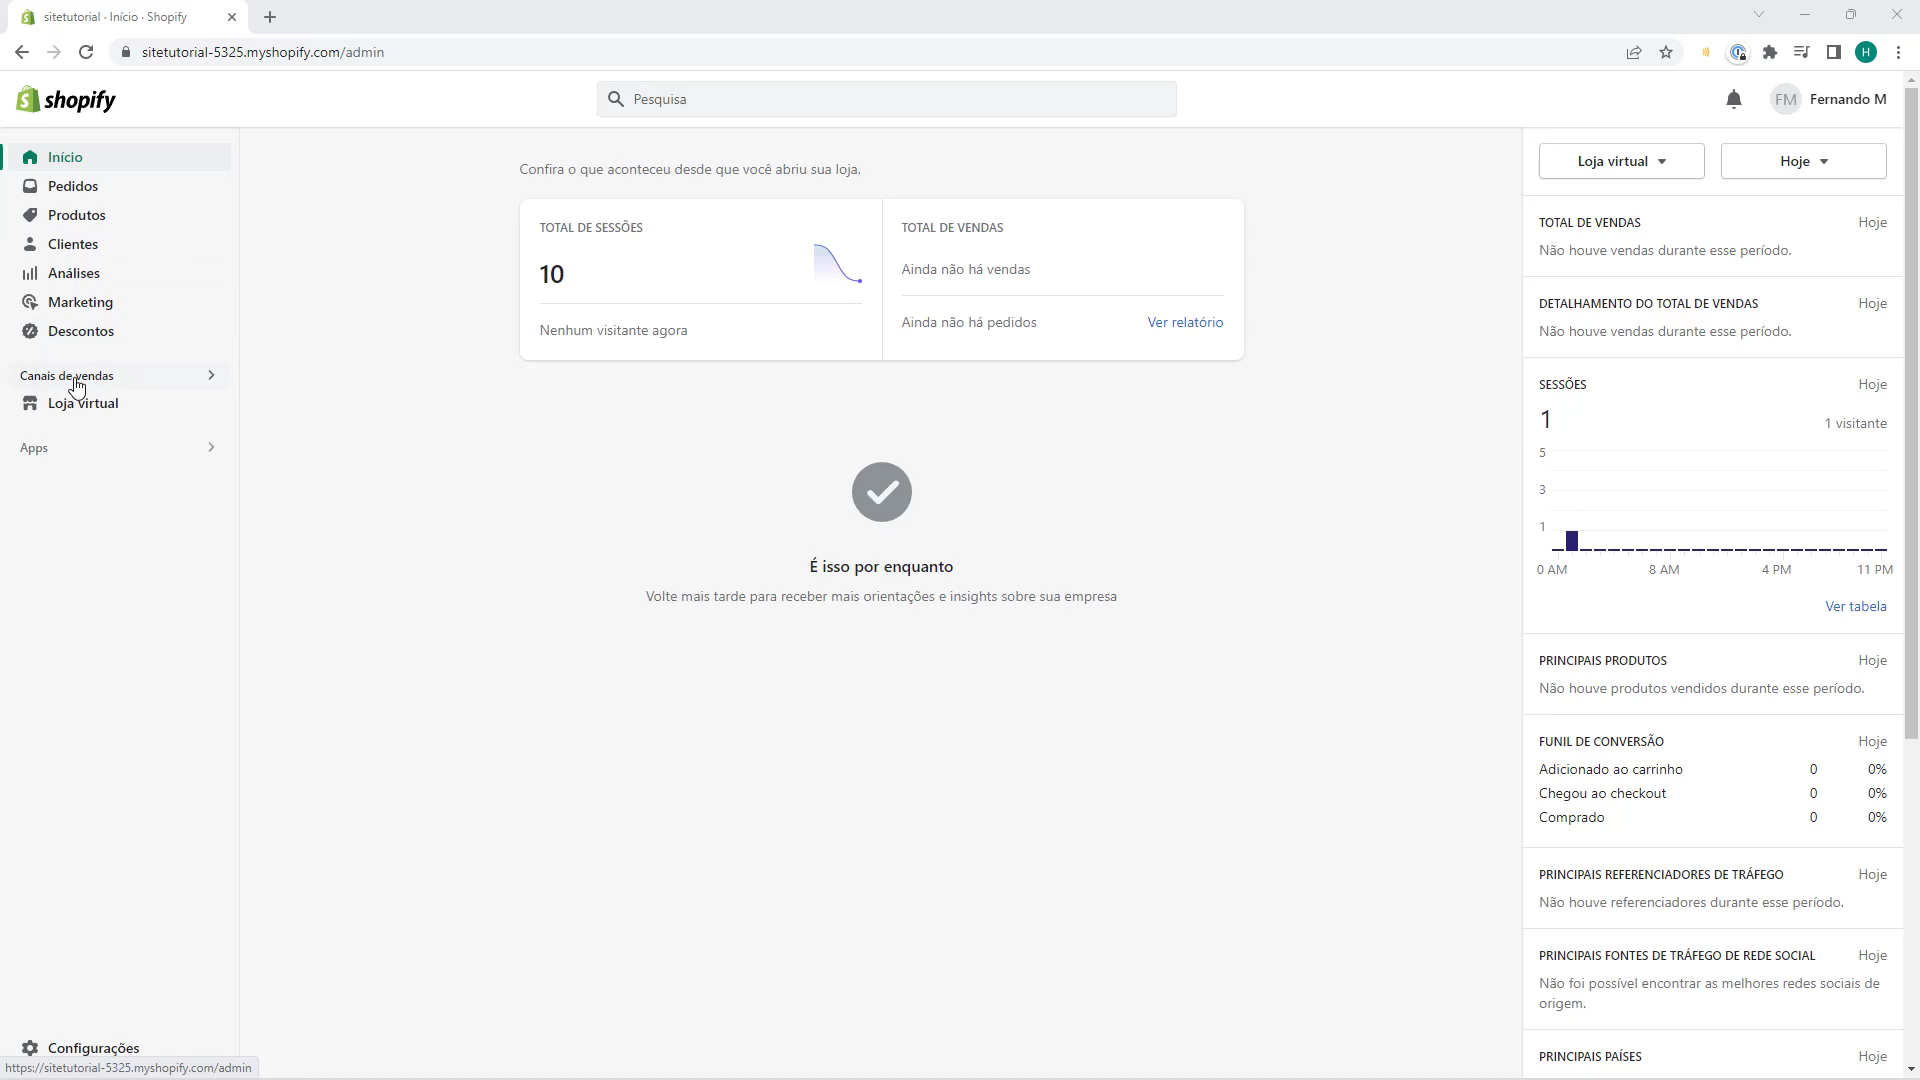 sitetutorial · Início · Shopify
sitetutorial-5325.myshopify.com/admin
H
shopify
Pesquisa
FM
Fernando M
Início
Pedidos
Produtos
Clientes
Análises
Marketing
Descontos
Canais de vendas
Loja virtual
Apps
Configurações
https://sitetutorial-5325.myshopify.com/admin
Confira o que aconteceu desde que você abriu sua loja.
TOTAL DE SESSÕES
10
Nenhum visitante agora
TOTAL DE VENDAS
Ainda não há vendas
Ainda não há pedidos Ver relatório
É isso por enquanto
Volte mais tarde para receber mais orientações e insights sobre sua empresa
Loja virtual Hoje
TOTAL DE VENDAS Hoje
Não houve vendas durante esse período.
DETALHAMENTO DO TOTAL DE VENDAS Hoje
Não houve vendas durante esse período.
SESSÕES Hoje
1 1 visitante
5
3
1
0 AM 8 AM 4 PM 11 PM
Ver tabela
PRINCIPAIS PRODUTOS Hoje
Não houve produtos vendidos durante esse período.
FUNIL DE CONVERSÃO Hoje
Adicionado ao carrinho 0 0%
Chegou ao checkout 0 0%
Comprado 0 0%
PRINCIPAIS REFERENCIADORES DE TRÁFEGO Hoje
Não houve referenciadores durante esse período.
PRINCIPAIS FONTES DE TRÁFEGO DE REDE SOCIAL Hoje
Não foi possível encontrar as melhores redes sociais de
origem.
PRINCIPAIS PAÍSES Hoje